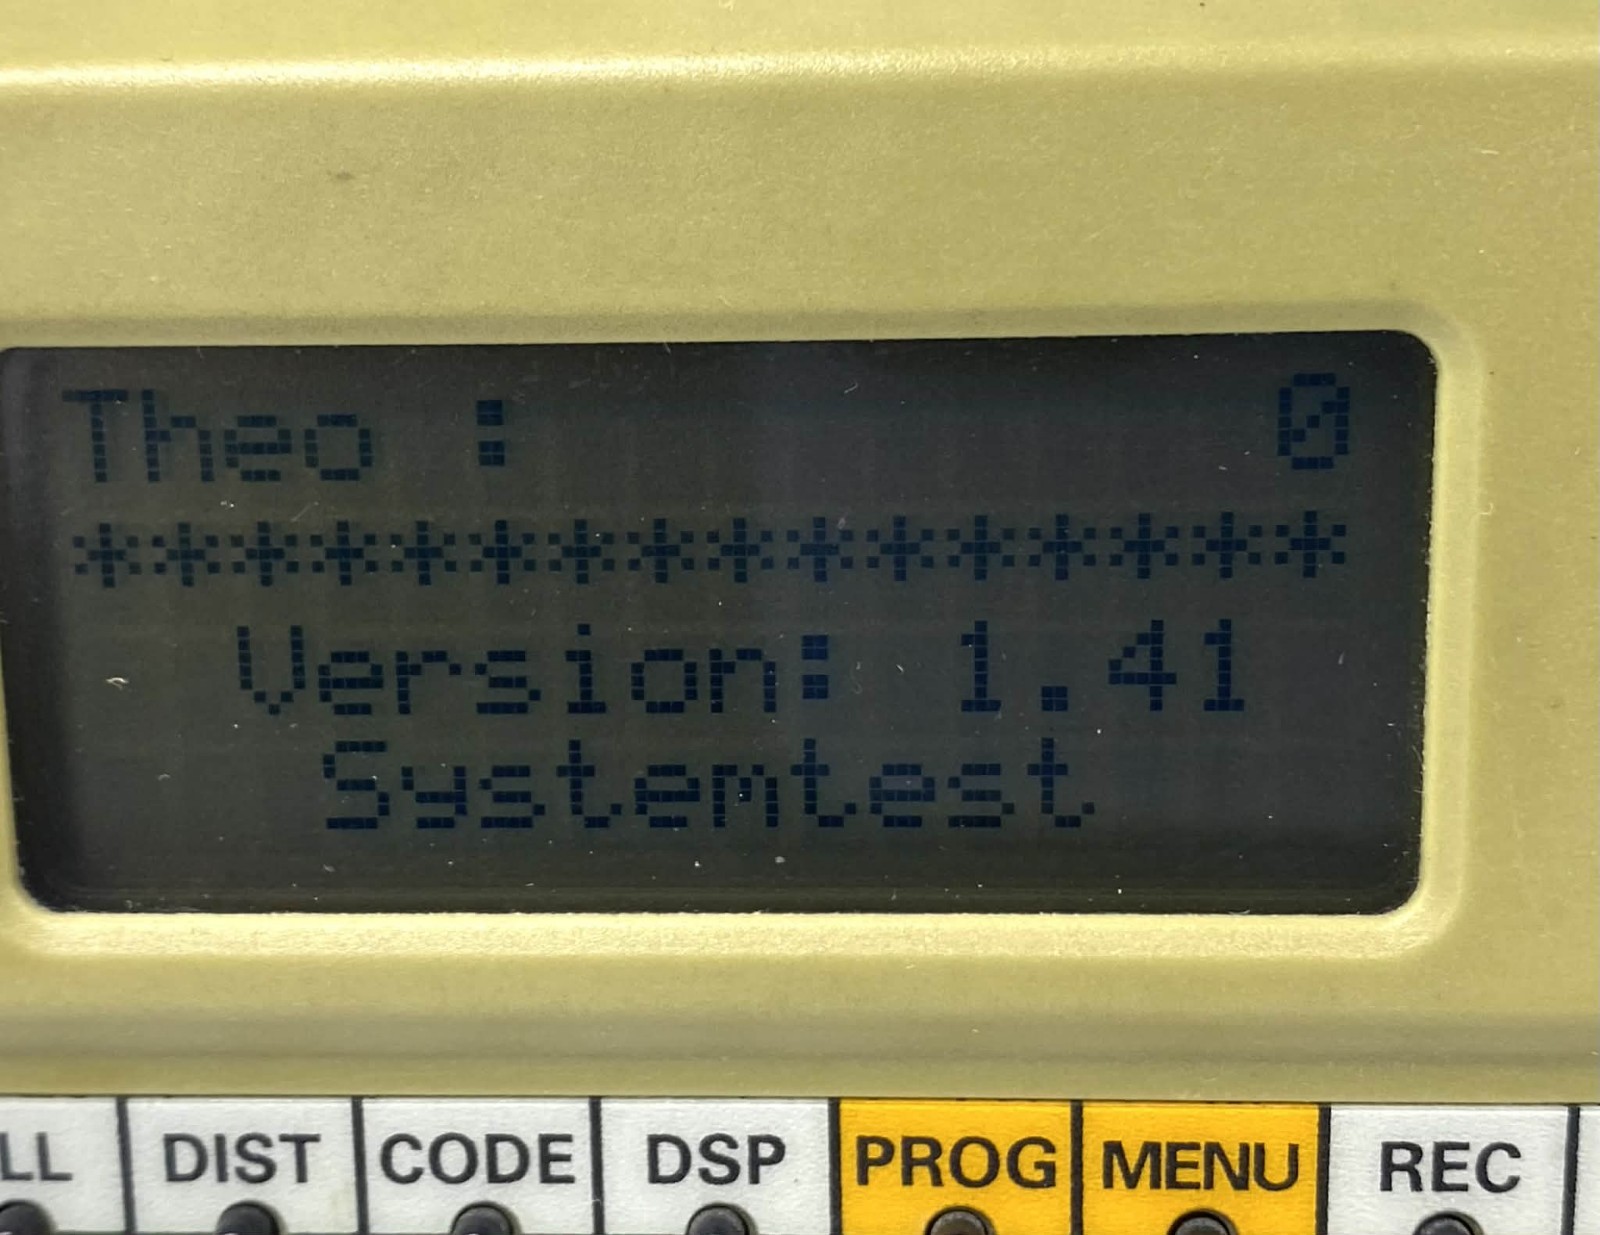 Theo : 0
****************
Version: 1.41
Systemtest
LL DIST CODE DSP PROG MENU REC